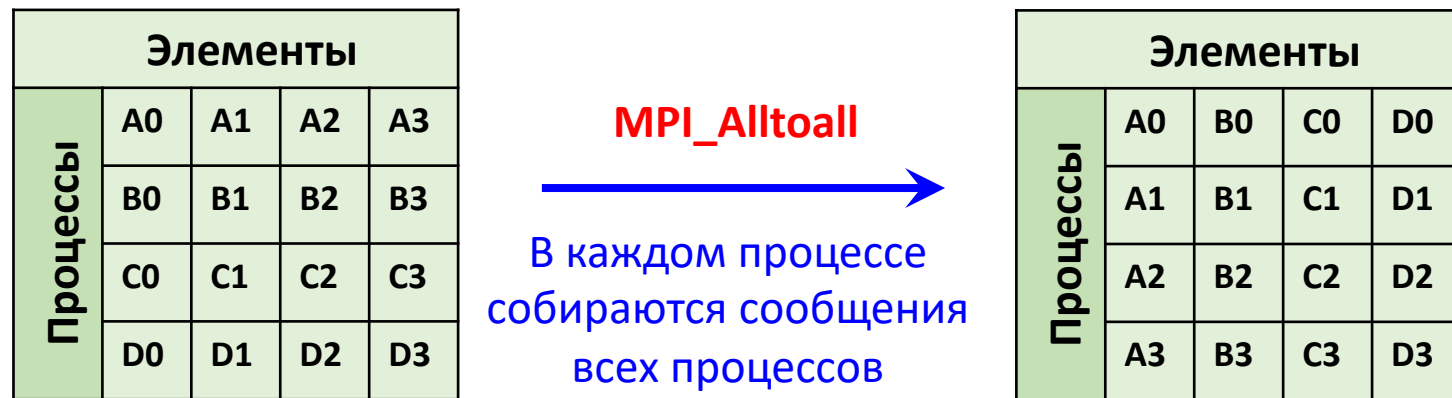 Элементы
Процессы
A0 A1 A2 A3
B0 B1 B2 B3
C0 C1 C2 C3
D0 D1 D2 D3
MPI_Alltoall
В каждом процессе
собираются сообщения
всех процессов
Элементы
Процессы
A0 B0 C0 D0
A1 B1 C1 D1
A2 B2 C2 D2
A3 B3 C3 D3